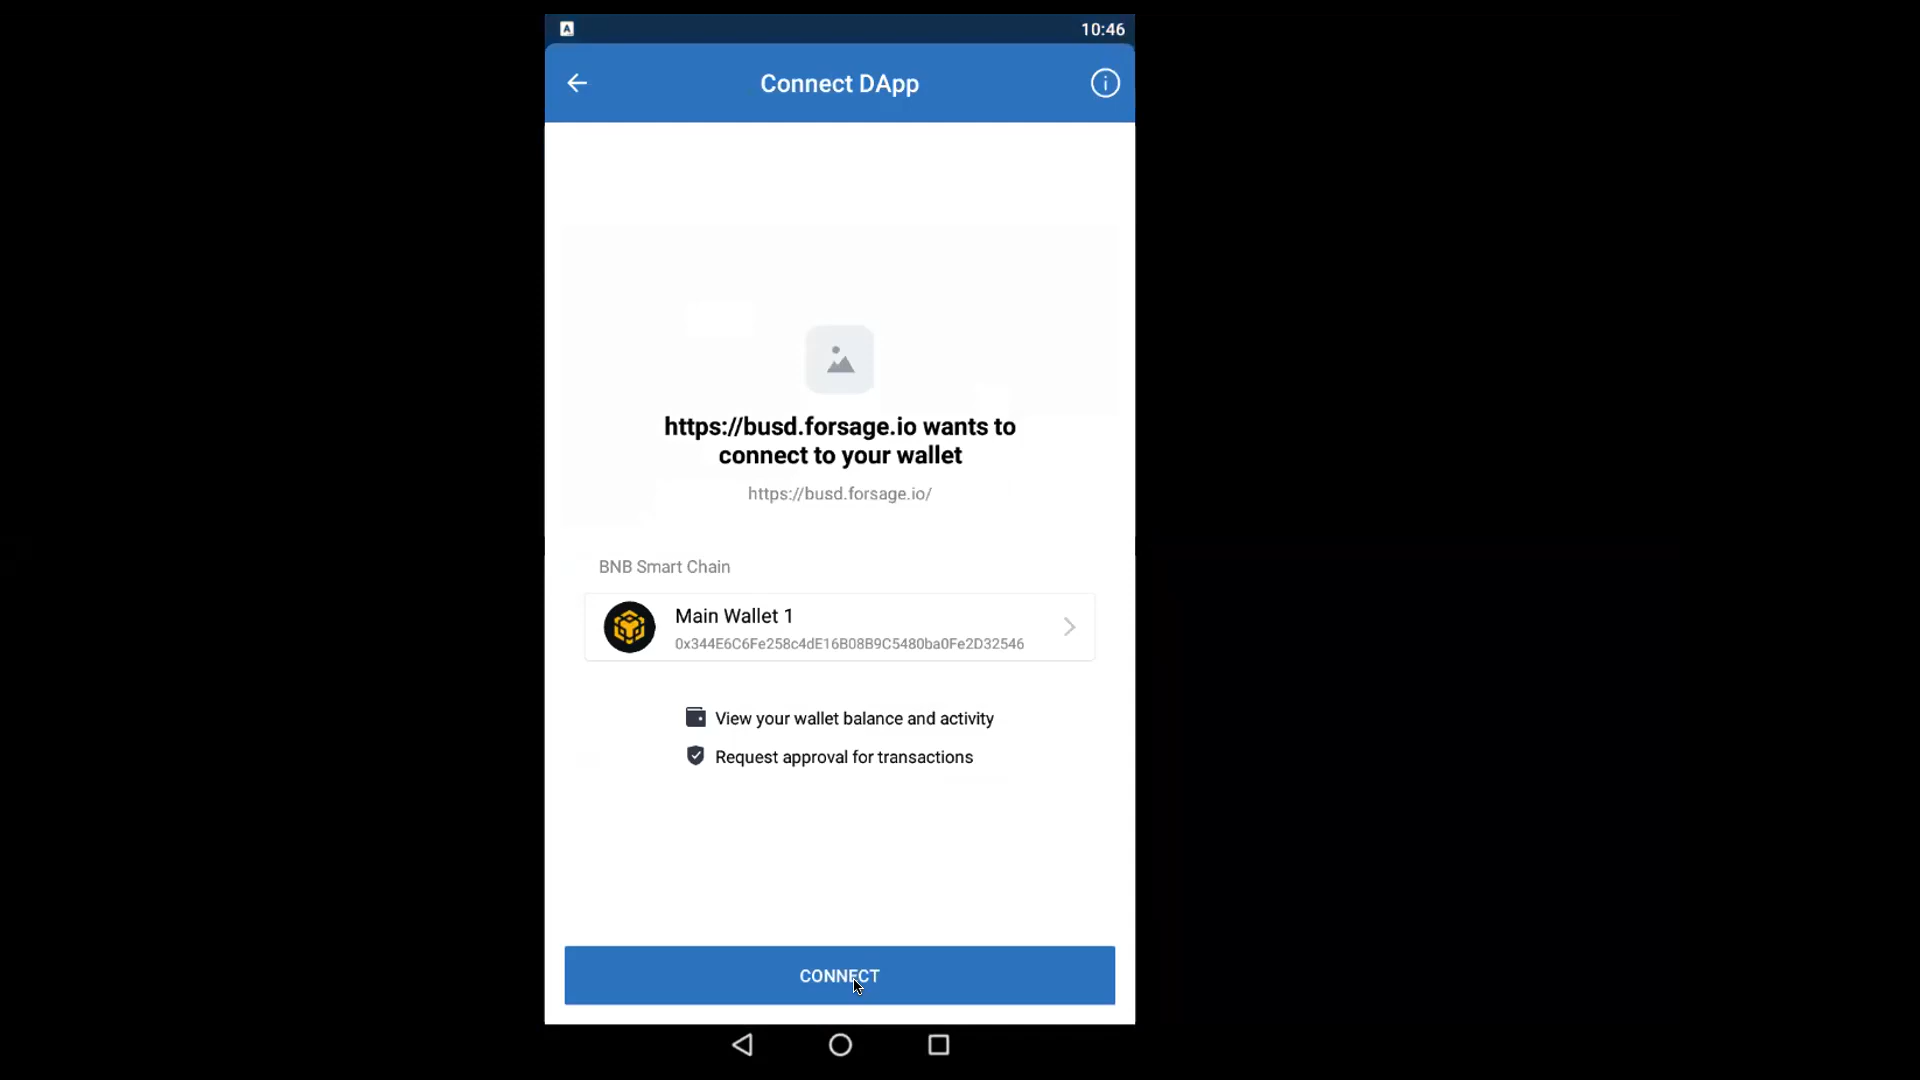 A
10:46
Connect DApp
https://busd.forsage.io wants to
connect to your wallet
https://busd.forsage.io/
BNB Smart Chain
Main Wallet 1
0x344E6C6Fe258c4dE16B08B9C5480ba0Fe2D32546
View your wallet balance and activity
Request approval for transactions
CONNECT